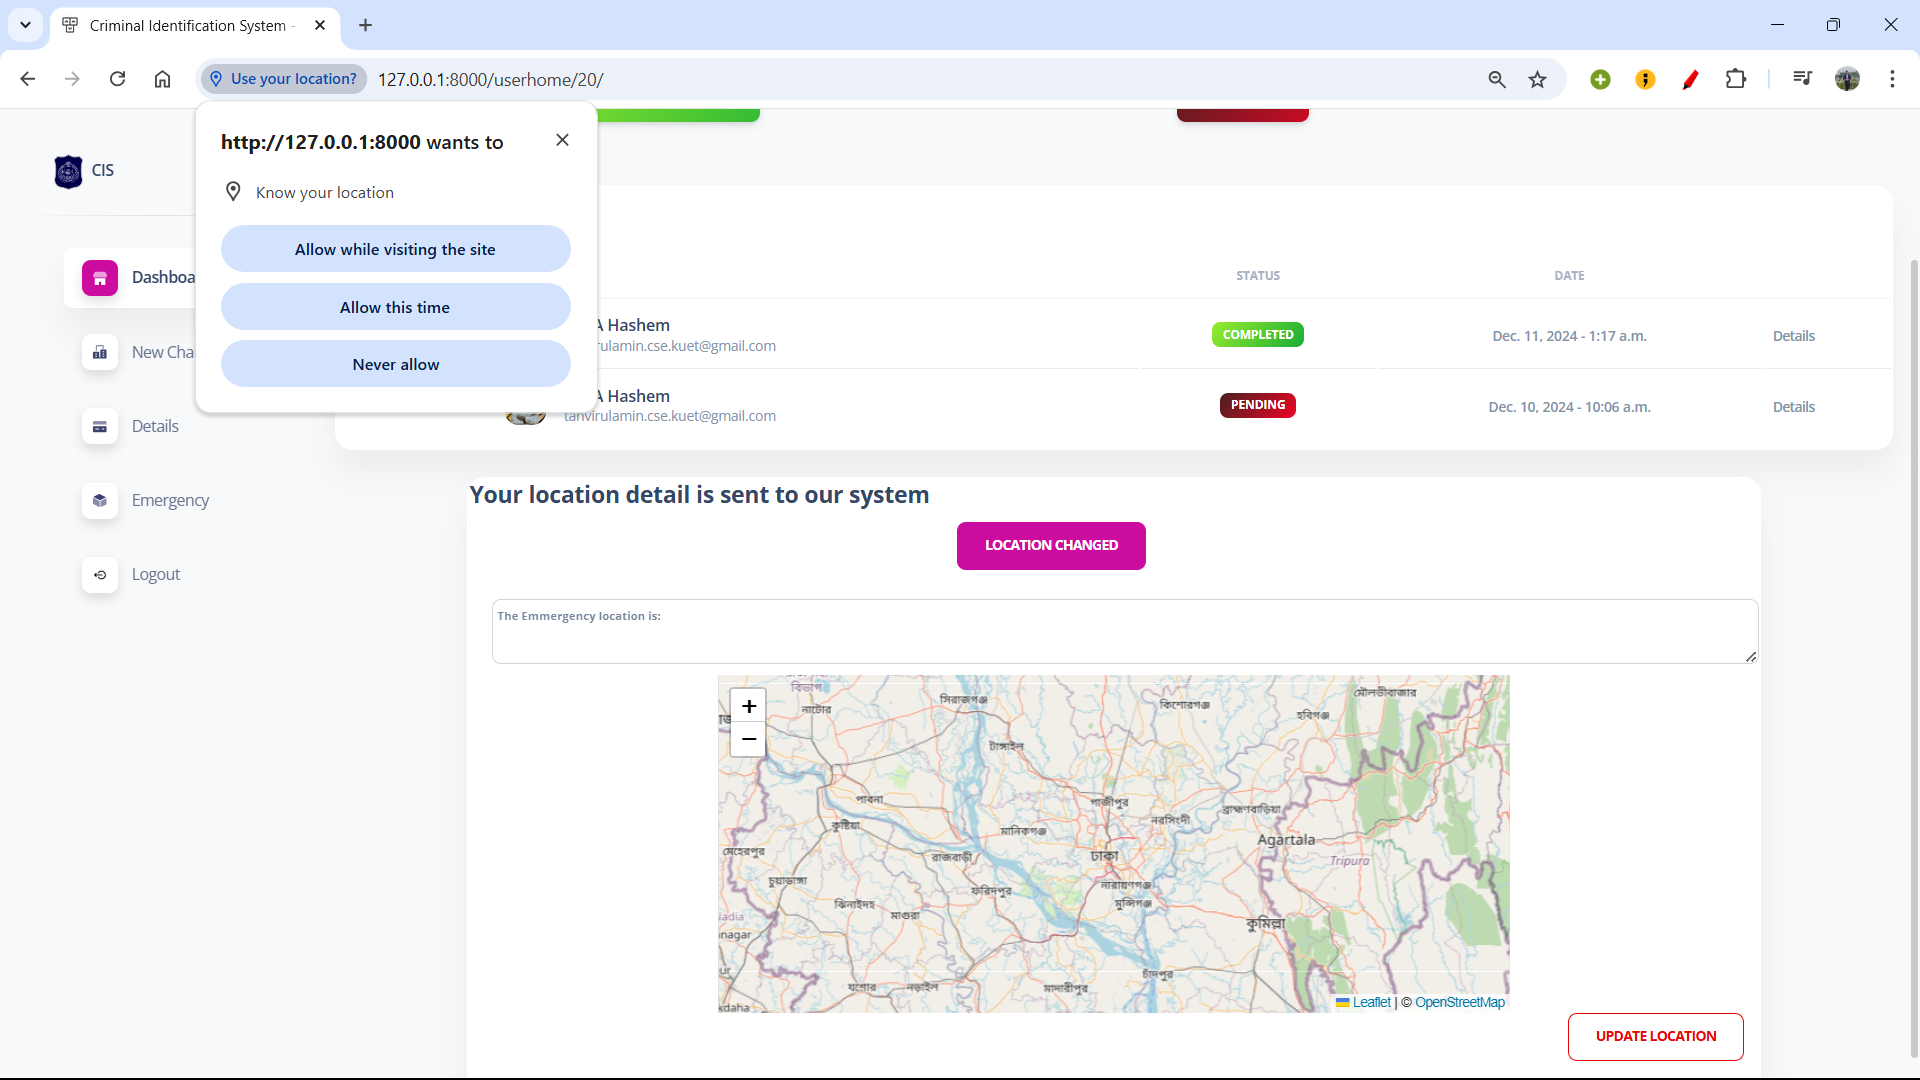 Criminal Identification System -
Use your location?
127.0.0.1:8000/userhome/20/
http://127.0.0.1:8000 wants to
Know your location
Allow while visiting the site
Allow this time
Never allow
CIS
Dashboa
New Cha
Details
Emergency
Logout
STATUS
DATE
A Hashem
rulamin.cse.kuet@gmail.com
COMPLETED
Dec. 11, 2024 - 1:17 a.m.
Details
A Hashem
tanvirulamin.cse.kuet@gmail.com
PENDING
Dec. 10, 2024 - 10:06 a.m.
Details
Your location detail is sent to our system
LOCATION CHANGED
The Emmergency location is:
+
−
বিভাগ
নাটোর
সিরাজগঞ্জ
কিশোরগঞ্জ
মৌলভীবাজার
হবিগঞ্জ
টাঙ্গাইল
পাবনা
গাজীপুর
ব্রাহ্মণবাড়িয়া
কুষ্টিয়া
মানিকগঞ্জ
নরসিংদী
Agartala
মেহেরপুর
রাজবাড়ী
ঢাকা
Tripura
চুয়াডাঙ্গা
ফরিদপুর
নারায়ণগঞ্জ
ঝিনাইদহ
মাগুরা
মুন্সিগঞ্জ
Nadia
কুমিল্লা
nagar
ur
চাঁদপুর
যশোর
নড়াইল
মাদারীপুর
kdaha
Leaflet | © OpenStreetMap
UPDATE LOCATION